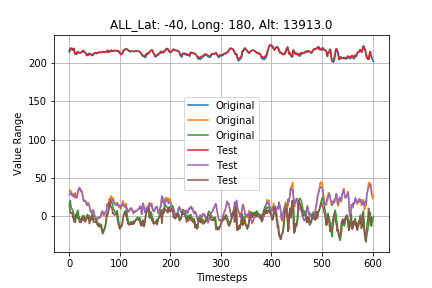 ALL_Lat: -40, Long: 180, Alt: 13913.0
Value Range
200
150
100
50
0
Original
Original
Original
Test
Test
Test
0 100 200 300 400 500 600
Timesteps